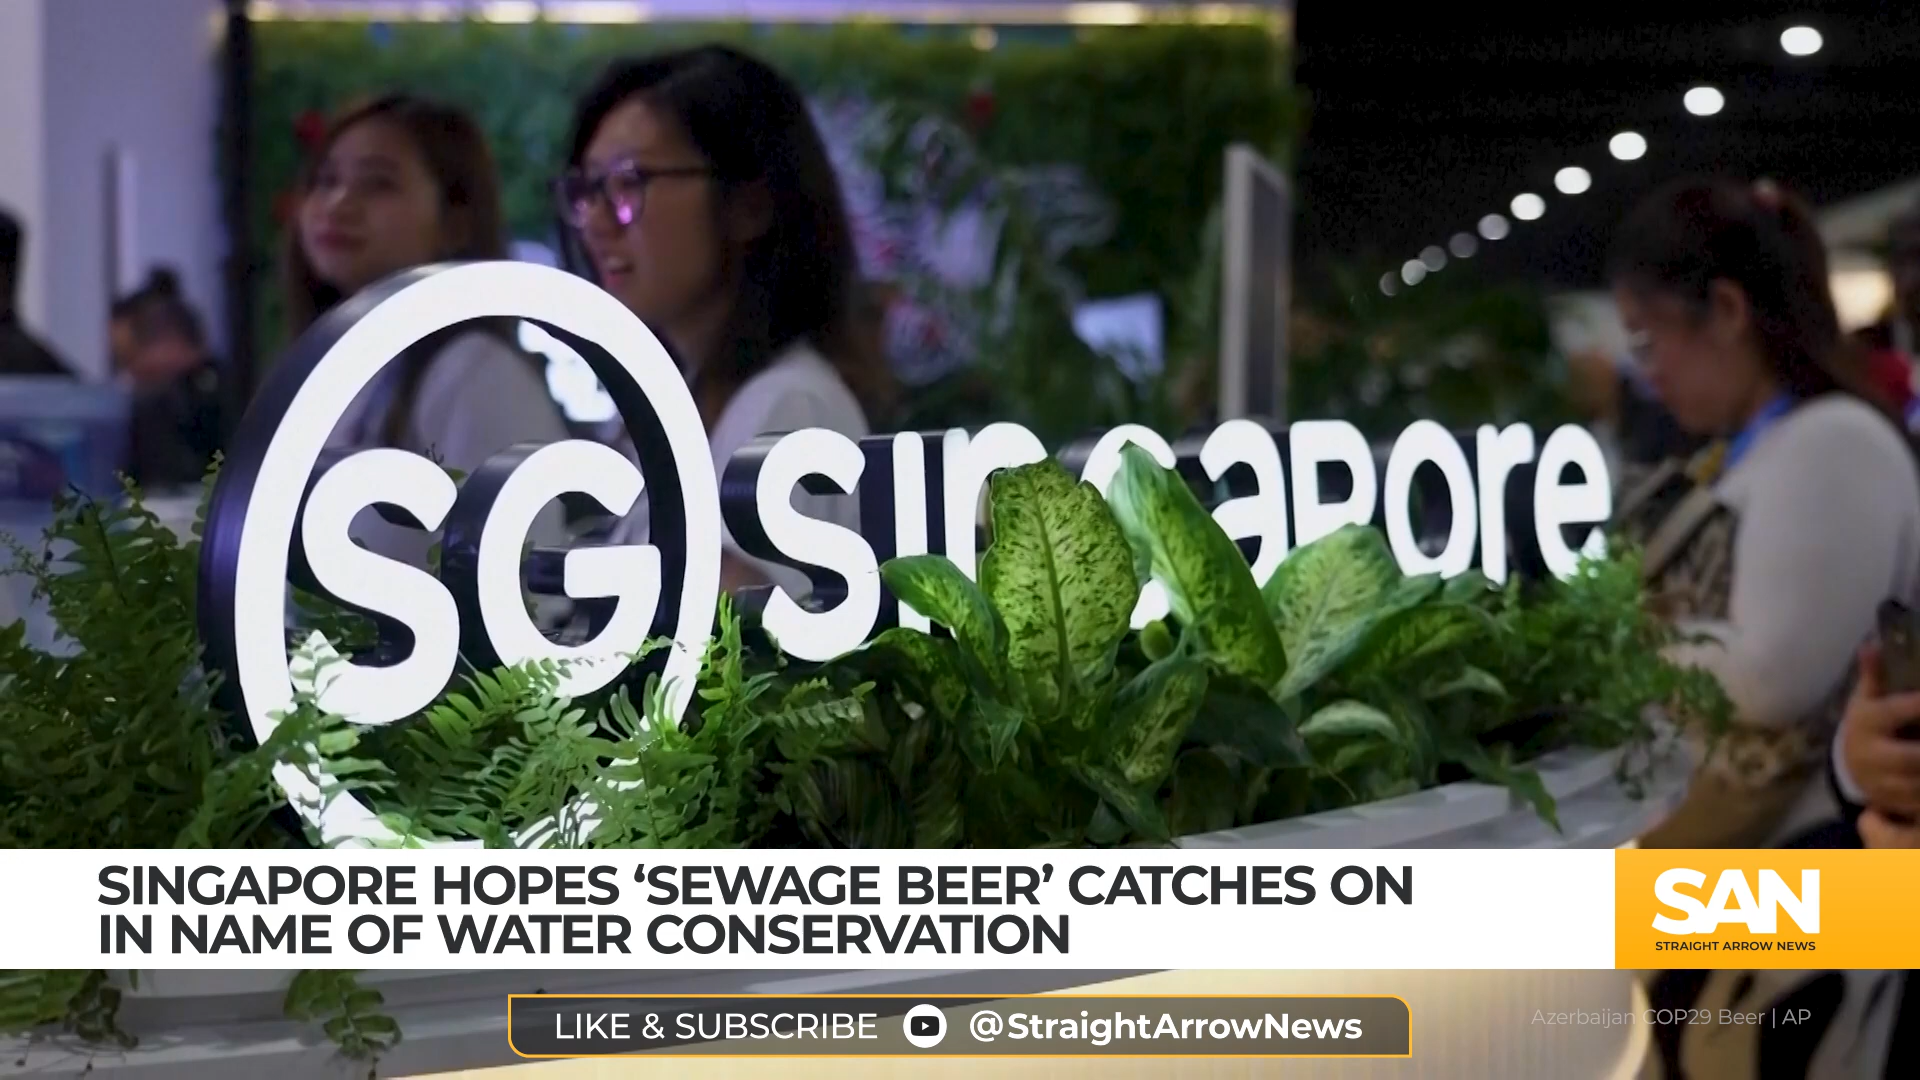 SG SINGAPORE
SINGAPORE HOPES ‘SEWAGE BEER’ CATCHES ON
IN NAME OF WATER CONSERVATION
SAN
STRAIGHT ARROW NEWS
LIKE & SUBSCRIBE @StraightArrowNews
Azerbaijan COP29 Beer | AP